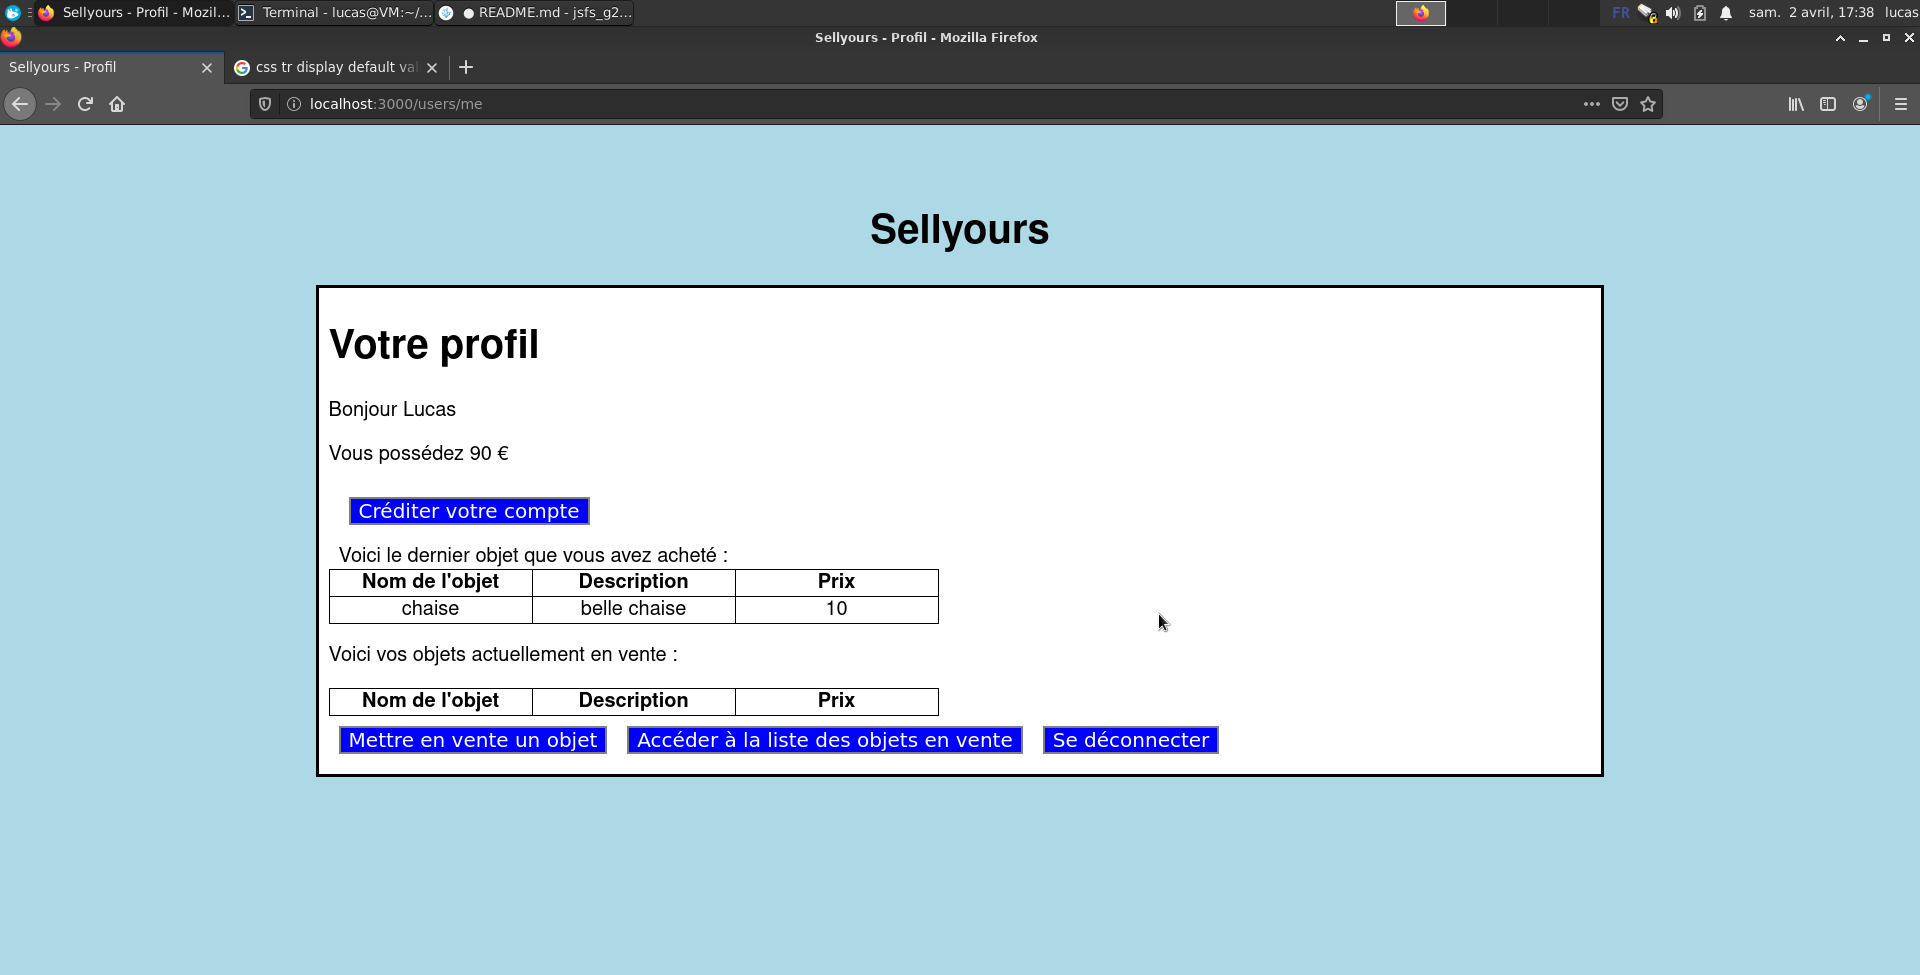 Sellyours - Profil - Mozil... Terminal - lucas@VM:~/... ● README.md - jsfs_g2... FR sam. 2 avril, 17:38 lucas
Sellyours - Profil - Mozilla Firefox
Sellyours - Profil css tr display default val
localhost:3000/users/me
Sellyours
Votre profil
Bonjour Lucas
Vous possédez 90 €
Créditer votre compte
Voici le dernier objet que vous avez acheté :
Nom de l'objet Description Prix
chaise belle chaise 10
Voici vos objets actuellement en vente :
Nom de l'objet Description Prix
Mettre en vente un objet Accéder à la liste des objets en vente Se déconnecter